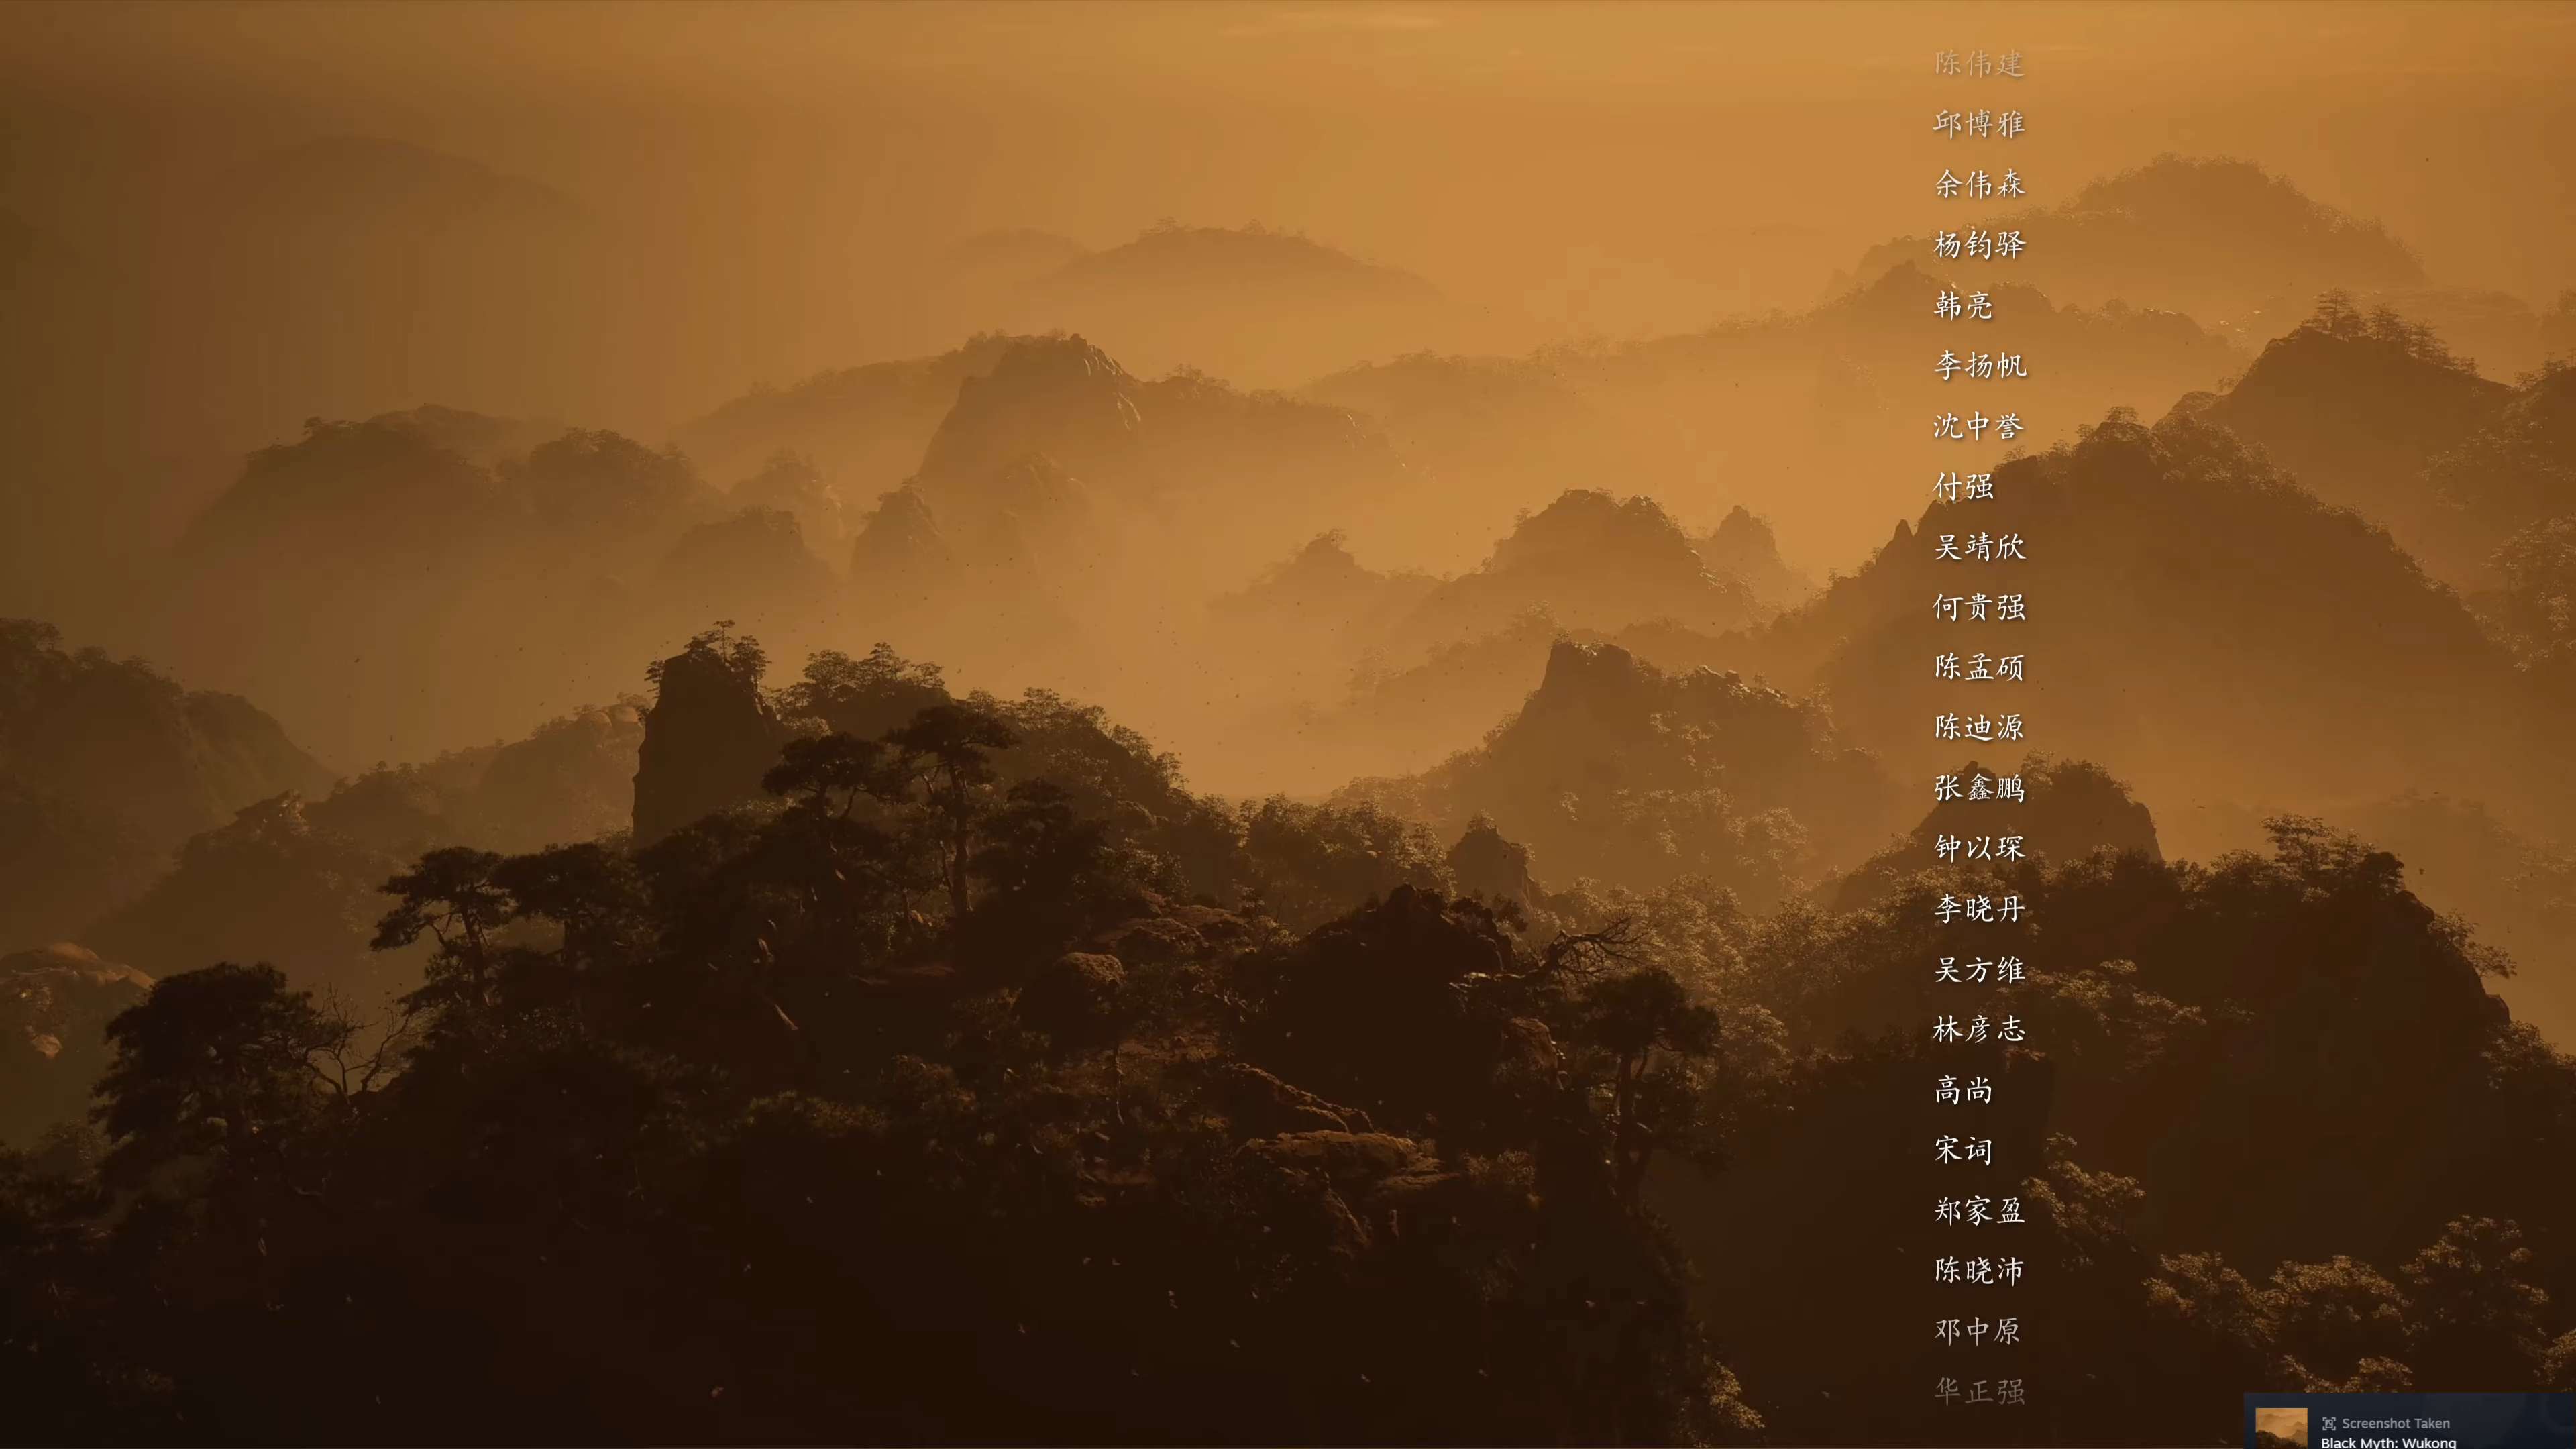 陈伟建
邱博雅
余伟森
杨钧驿
韩亮
李扬帆
沈中誉
付强
吴靖欣
何贵强
陈孟硕
陈迪源
张鑫鹏
钟以琛
李晓丹
吴方维
林彦志
高尚
宋词
郑家盈
陈晓沛
邓中原
华正强
Screenshot Taken
Black Myth: Wukong